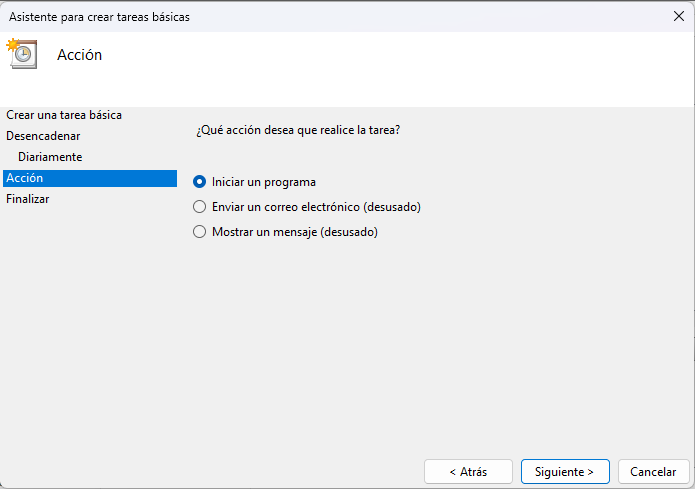 Asistente para crear tareas básicas
Acción
Crear una tarea básica
¿Qué acción desea que realice la tarea?
Desencadenar
Diariamente
Acción
Iniciar un programa
Finalizar
Enviar un correo electrónico (desusado)
Mostrar un mensaje (desusado)
< Atrás
Siguiente >
Cancelar